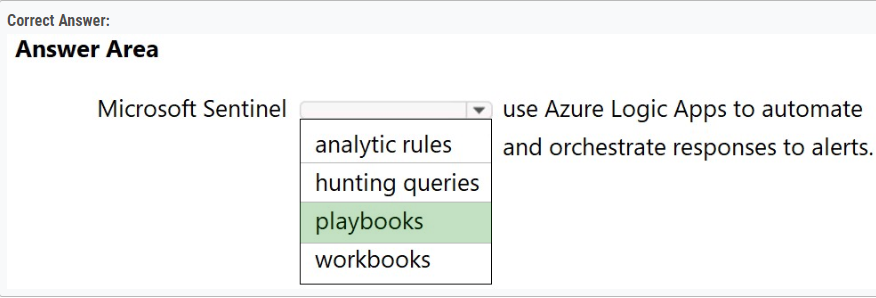 Correct Answer:
Answer Area
Microsoft Sentinel use Azure Logic Apps to automate
and orchestrate responses to alerts.
analytic rules
hunting queries
playbooks
workbooks